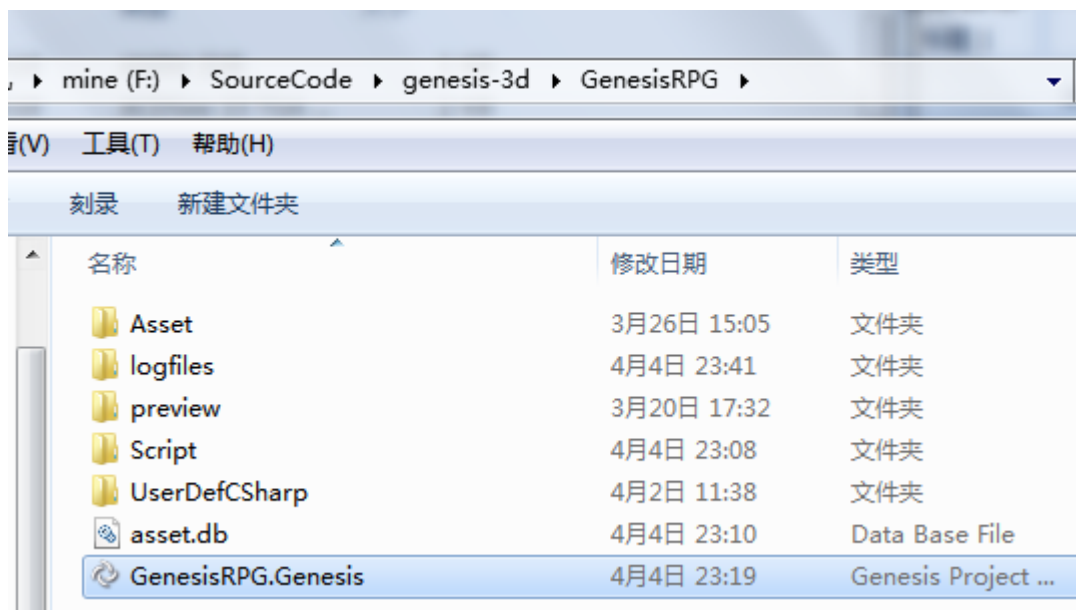 mine (F:) ▸ SourceCode ▸ genesis-3d ▸ GenesisRPG ▸
(V) 工具(T) 帮助(H)
刻录 新建文件夹
名称 修改日期 类型
Asset 3月26日 15:05 文件夹
logfiles 4月4日 23:41 文件夹
preview 3月20日 17:32 文件夹
Script 4月4日 23:08 文件夹
UserDefCSharp 4月2日 11:38 文件夹
asset.db 4月4日 23:10 Data Base File
GenesisRPG.Genesis 4月4日 23:19 Genesis Project ...